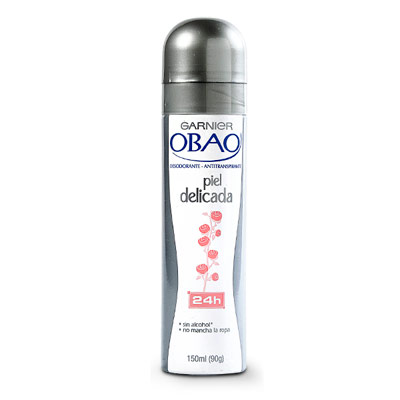 GARNIER
OBAO
DESODORANTE - ANTITRANSPIRANTE
piel
delicada
24h
• sin alcohol*
• no mancha la ropa
150ml (90g)